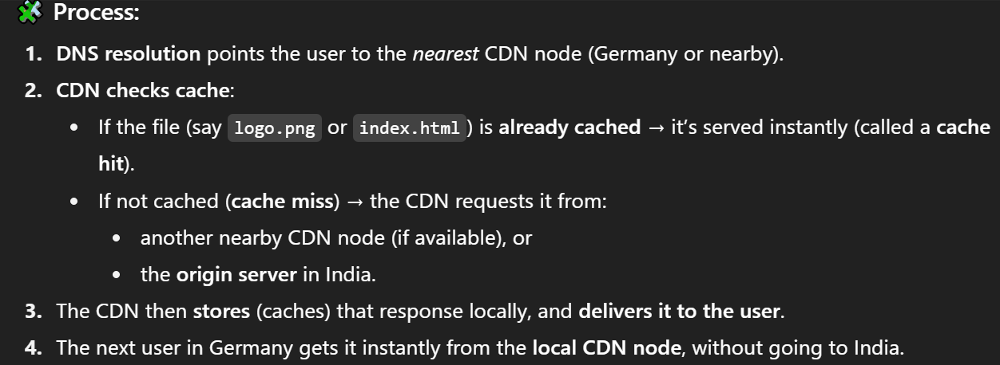 Process:
1. DNS resolution points the user to the nearest CDN node (Germany or nearby).
2. CDN checks cache:
• If the file (say logo.png or index.html) is already cached → it's served instantly (called a cache
hit).
• If not cached (cache miss) → the CDN requests it from:
• another nearby CDN node (if available), or
• the origin server in India.
3. The CDN then stores (caches) that response locally, and delivers it to the user.
4. The next user in Germany gets it instantly from the local CDN node, without going to India.